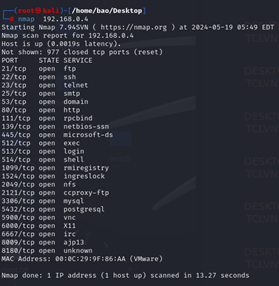 (root㉿kali)-[/home/bao/Desktop]
# nmap 192.168.0.4
Starting Nmap 7.94SVN ( https://nmap.org ) at 2024-05-19 05:49 EDT
Nmap scan report for 192.168.0.4
Host is up (0.0019s latency).
Not shown: 977 closed tcp ports (reset)
PORT STATE SERVICE
21/tcp open ftp
22/tcp open ssh
23/tcp open telnet
25/tcp open smtp
53/tcp open domain
80/tcp open http
111/tcp open rpcbind
139/tcp open netbios-ssn
445/tcp open microsoft-ds
512/tcp open exec
513/tcp open login
514/tcp open shell
1099/tcp open rmiregistry
1524/tcp open ingreslock
2049/tcp open nfs
2121/tcp open ccproxy-ftp
3306/tcp open mysql
5432/tcp open postgresql
5900/tcp open vnc
6000/tcp open X11
6667/tcp open irc
8009/tcp open ajp13
8180/tcp open unknown
MAC Address: 00:0C:29:9F:86:AA (VMware)
Nmap done: 1 IP address (1 host up) scanned in 13.27 seconds